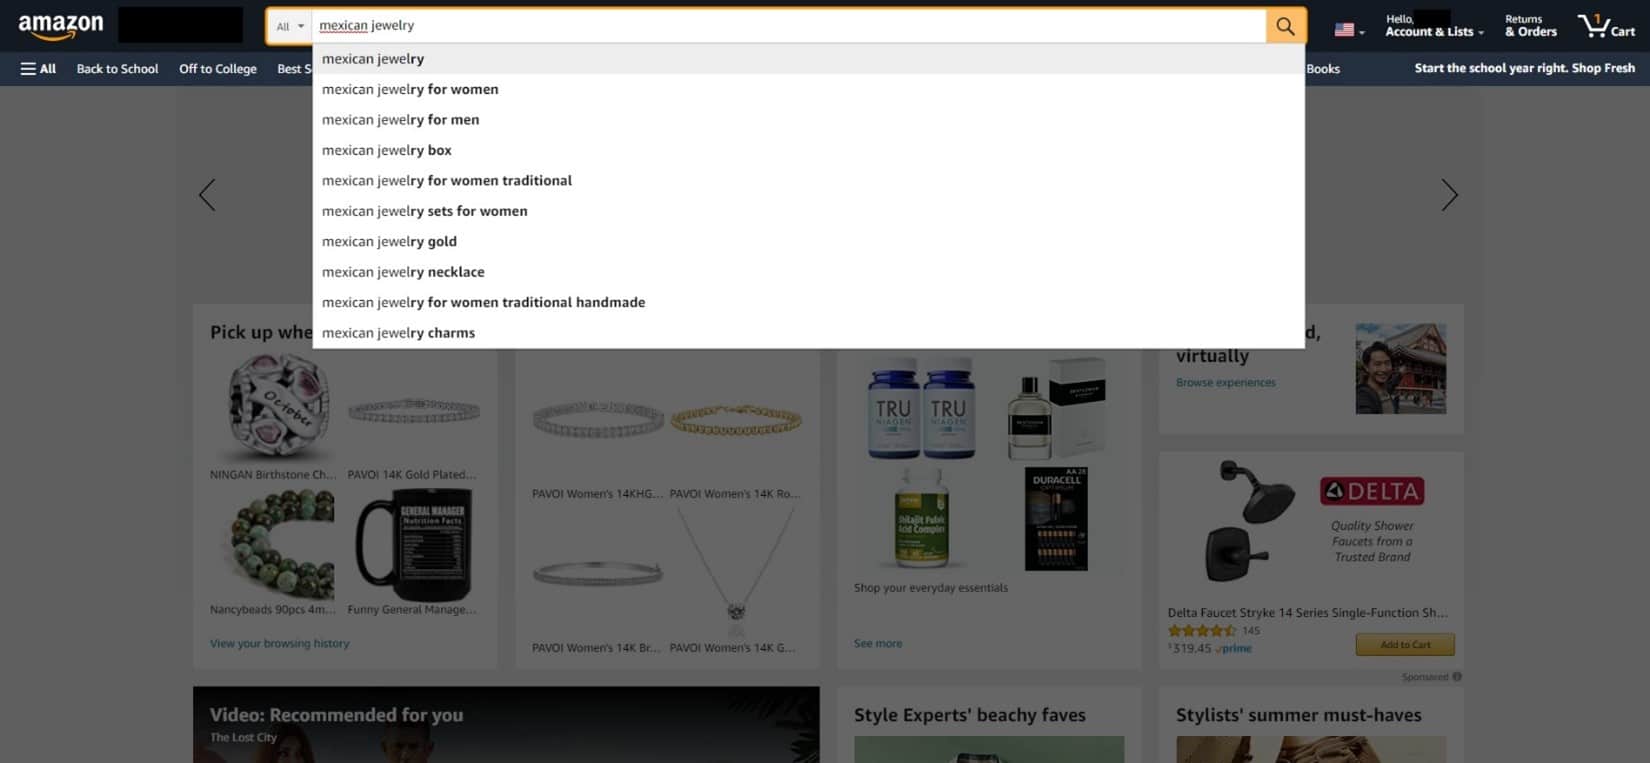 amazon
All
mexican jewelry
Hello,
Account & Lists
Returns
& Orders
1
Cart
All
Back to School
Off to College
Best S
Books
Start the school year right. Shop Fresh
mexican jewelry
mexican jewelry for women
mexican jewelry for men
mexican jewelry box
mexican jewelry for women traditional
mexican jewelry sets for women
mexican jewelry gold
mexican jewelry necklace
mexican jewelry for women traditional handmade
mexican jewelry charms
Pick up whe
October
NINGAN Birthstone Ch...
PAVOI 14K Gold Plated...
GENERAL MANAGER
Nutrition Facts
Nancybeads 90pcs 4m...
Funny General Manage...
View your browsing history
PAVOI Women's 14KHG...
PAVOI Women's 14K Ro...
PAVOI Women's 14K Br...
PAVOI Women's 14K G...
TRU
NIAGEN
TRU
NIAGEN
Shilajit Fulvic
Acid Complex
AA 28
DURACELL
OPTIMUM
Shop your everyday essentials
See more
d,
virtually
Browse experiences
DELTA
Quality Shower
Faucets from a
Trusted Brand
Delta Faucet Stryke 14 Series Single-Function Sh...
145
$319.45 prime
Add to Cart
Sponsored
Video: Recommended for you
The Lost City
Style Experts' beachy faves
Stylists' summer must-haves